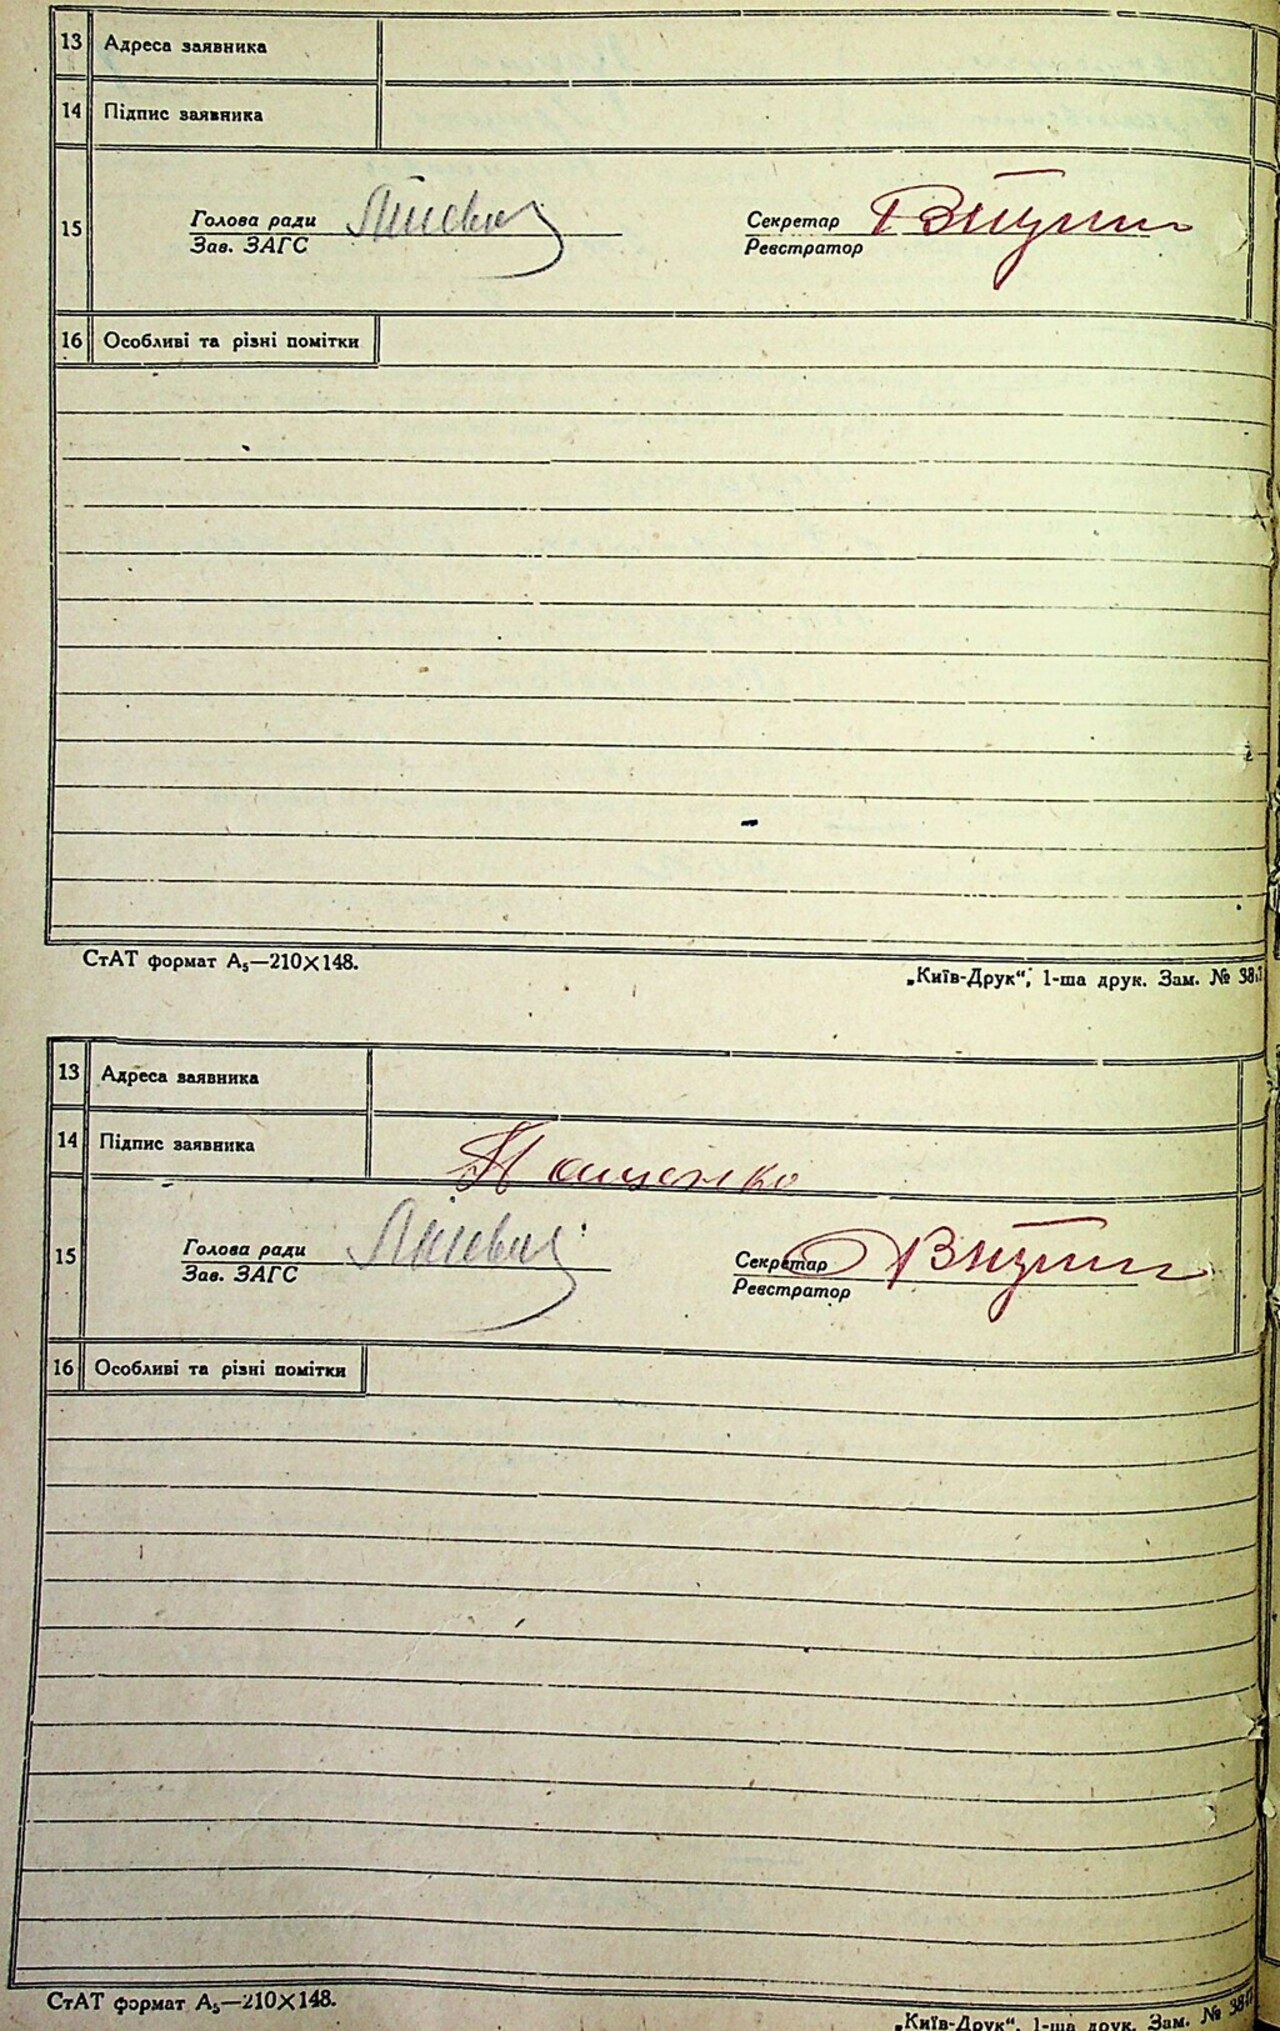 13 Адреса заявника
14 Підпис заявника
15 Голова ради
Зав. ЗАГС
Секретар
Реєстратор
16 Особливі та різні помітки
СтАТ формат А₅—210×148.
„Київ-Друк“, 1-ша друк. Зам. №
13 Адреса заявника
14 Підпис заявника Пащенко
15 Голова ради
Зав. ЗАГС
Секретар
Реєстратор
16 Особливі та різні помітки
СтАТ формат А₅—210×148.
„Київ-Друк“, 1-ша друк. Зам. №